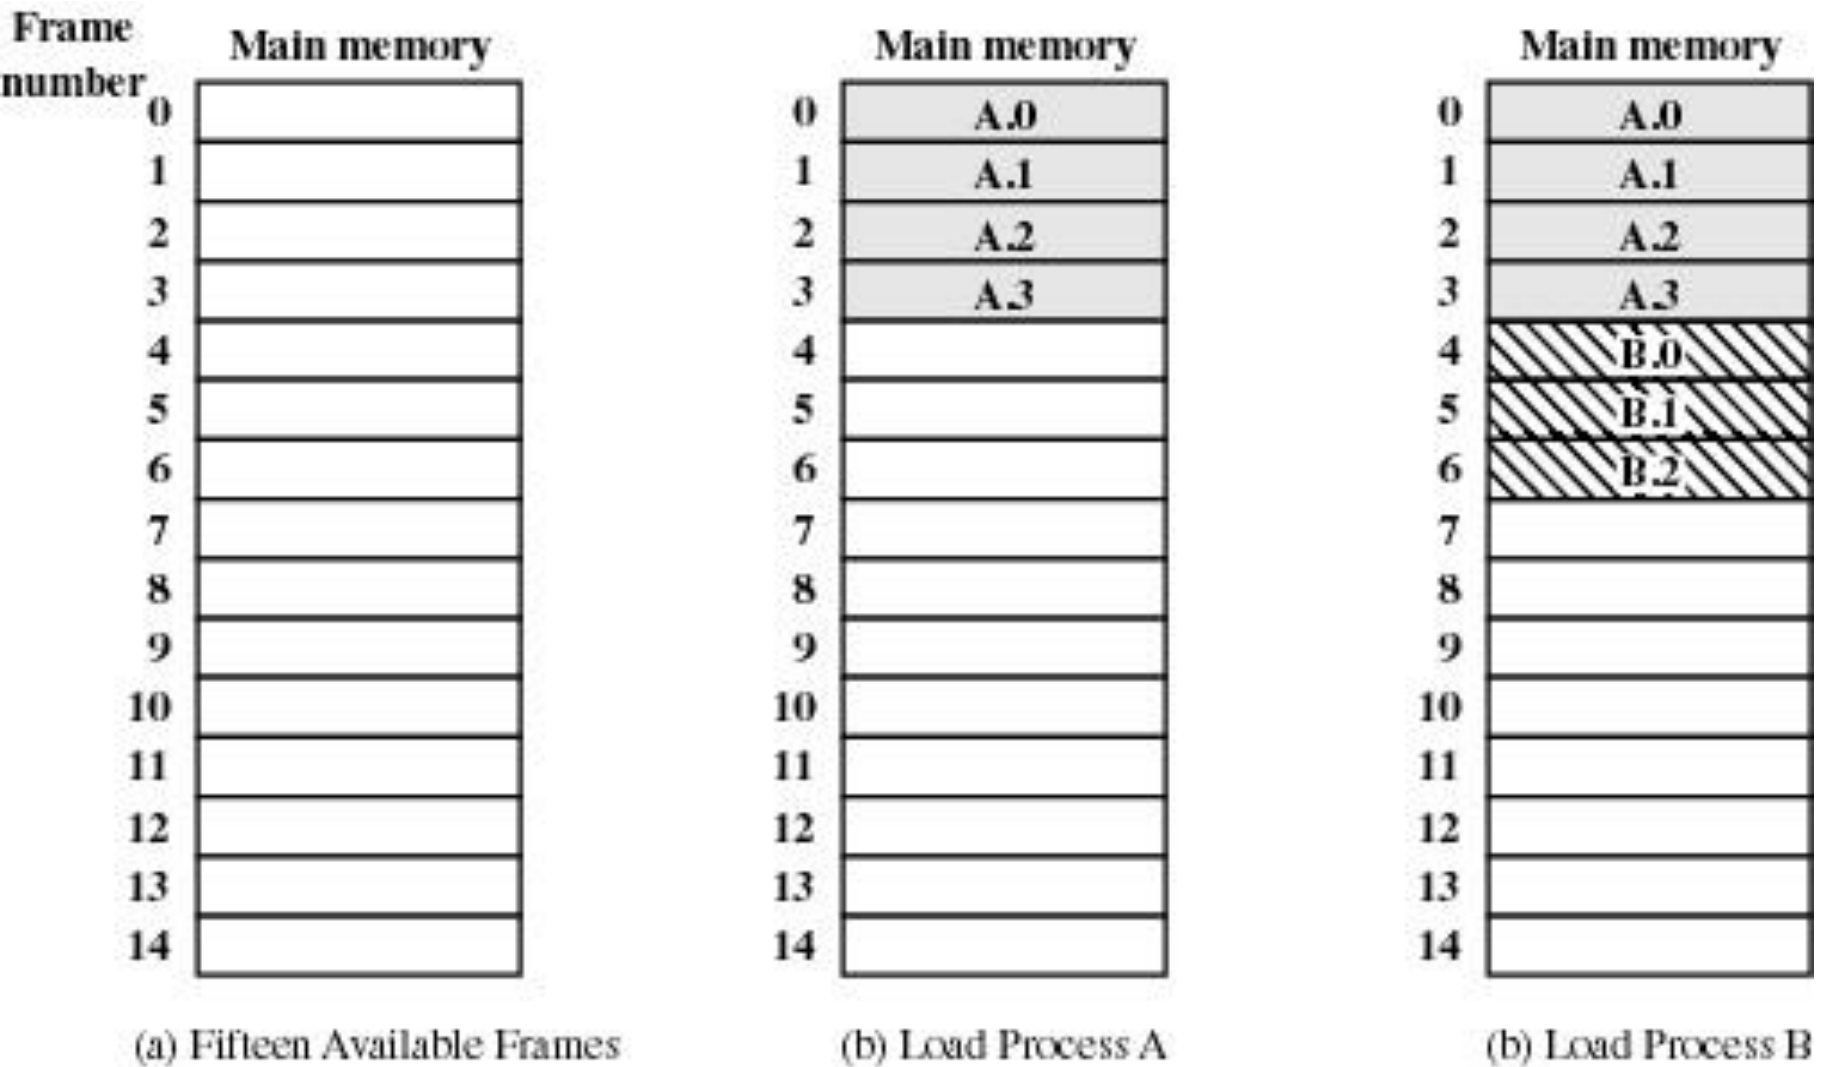 Frame
number
Main memory
0
1
2
3
4
5
6
7
8
9
10
11
12
13
14
(a) Fifteen Available Frames
Main memory
0 A.0
1 A.1
2 A.2
3 A.3
4
5
6
7
8
9
10
11
12
13
14
(b) Load Process A
Main memory
0 A.0
1 A.1
2 A.2
3 A.3
4 B.0
5 B.1
6 B.2
7
8
9
10
11
12
13
14
(b) Load Process B